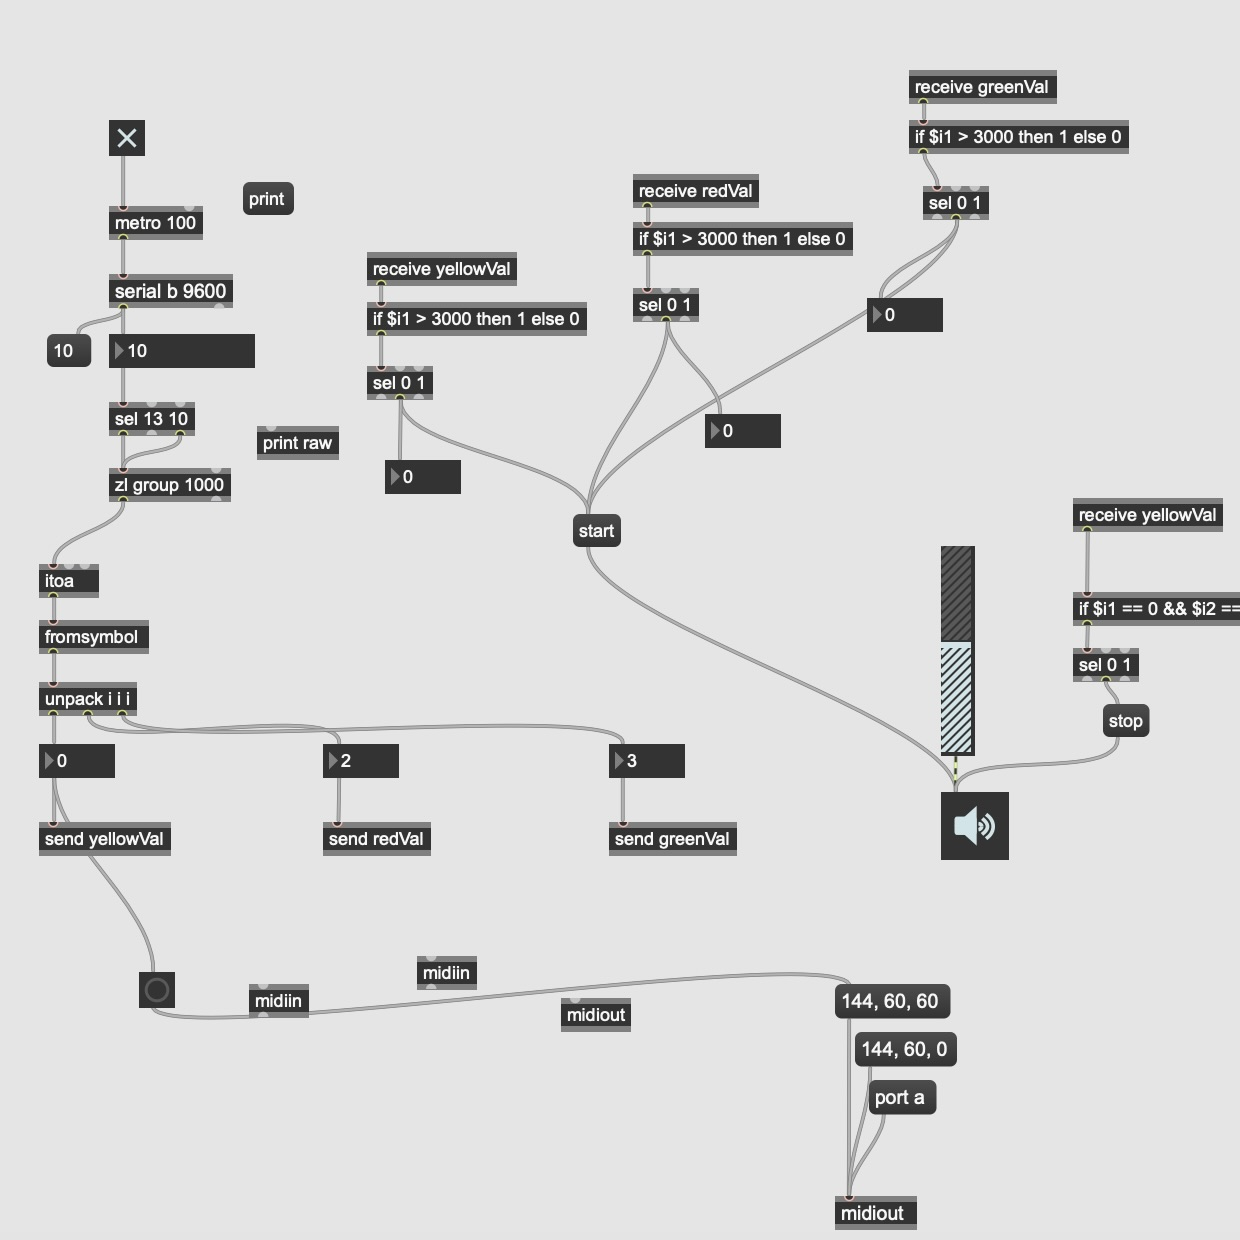 receive greenVal
if $i1 > 3000 then 1 else 0
sel 0 1
0
print
metro 100
receive redVal
if $i1 > 3000 then 1 else 0
sel 0 1
0
serial b 9600
10
10
receive yellowVal
if $i1 > 3000 then 1 else 0
sel 0 1
0
sel 13 10
print raw
zl group 1000
start
itoa
fromsymbol
unpack i i i
receive yellowVal
if $i1 == 0 && $i2 ==
sel 0 1
stop
0
2
3
send yellowVal
send redVal
send greenVal
midiin
midiin
midiout
144, 60, 60
144, 60, 0
port a
midiout